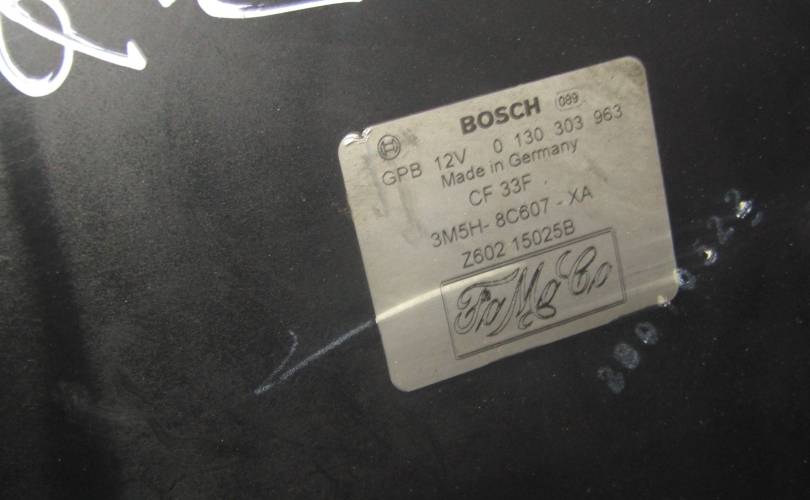 BOSCH 089
GPB 12V 0 130 303 963
Made in Germany
CF 33F
3M5H- 8C607 - XA
Z602 15025B
FoMoCo